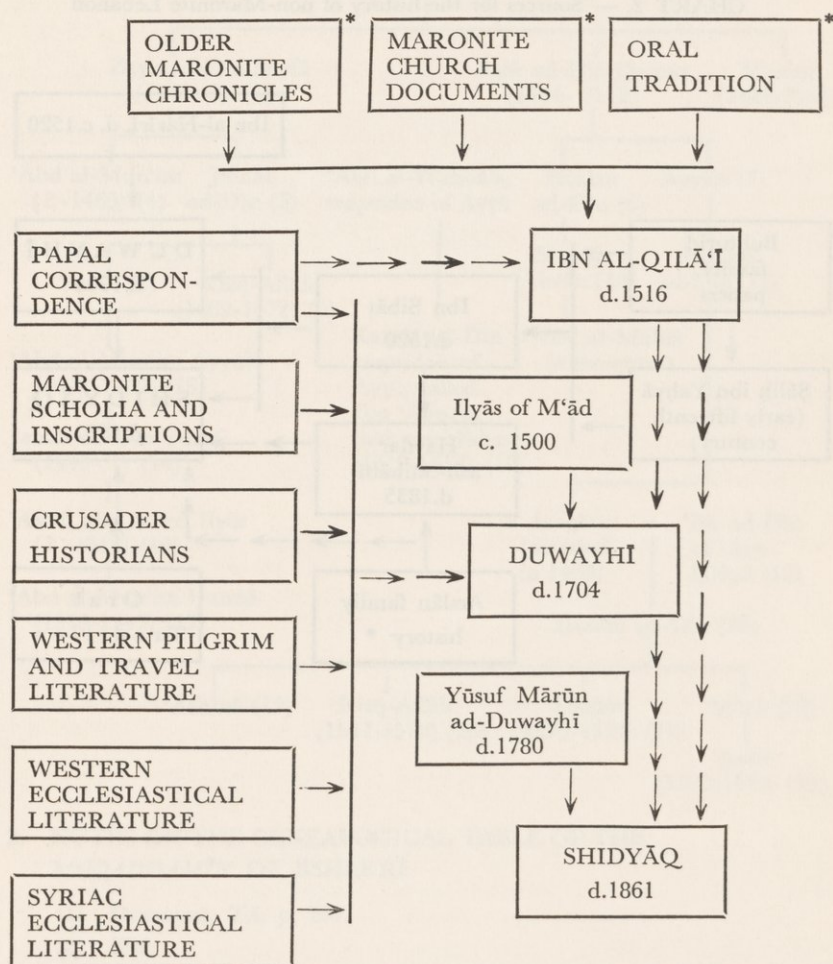 *
*
*
OLDER
MARONITE
CHRONICLES
MARONITE
CHURCH
DOCUMENTS
ORAL
TRADITION
PAPAL
CORRESPON-
DENCE
IBN AL-QILĀ‘Ī
d.1516
MARONITE
SCHOLIA AND
INSCRIPTIONS
Ilyās of M‘ād
c. 1500
CRUSADER
HISTORIANS
DUWAYHĪ
d.1704
WESTERN PILGRIM
AND TRAVEL
LITERATURE
Yūsuf Mārūn
ad-Duwayhī
d.1780
WESTERN
ECCLESIASTICAL
LITERATURE
SHIDYĀQ
d.1861
SYRIAC
ECCLESIASTICAL
LITERATURE